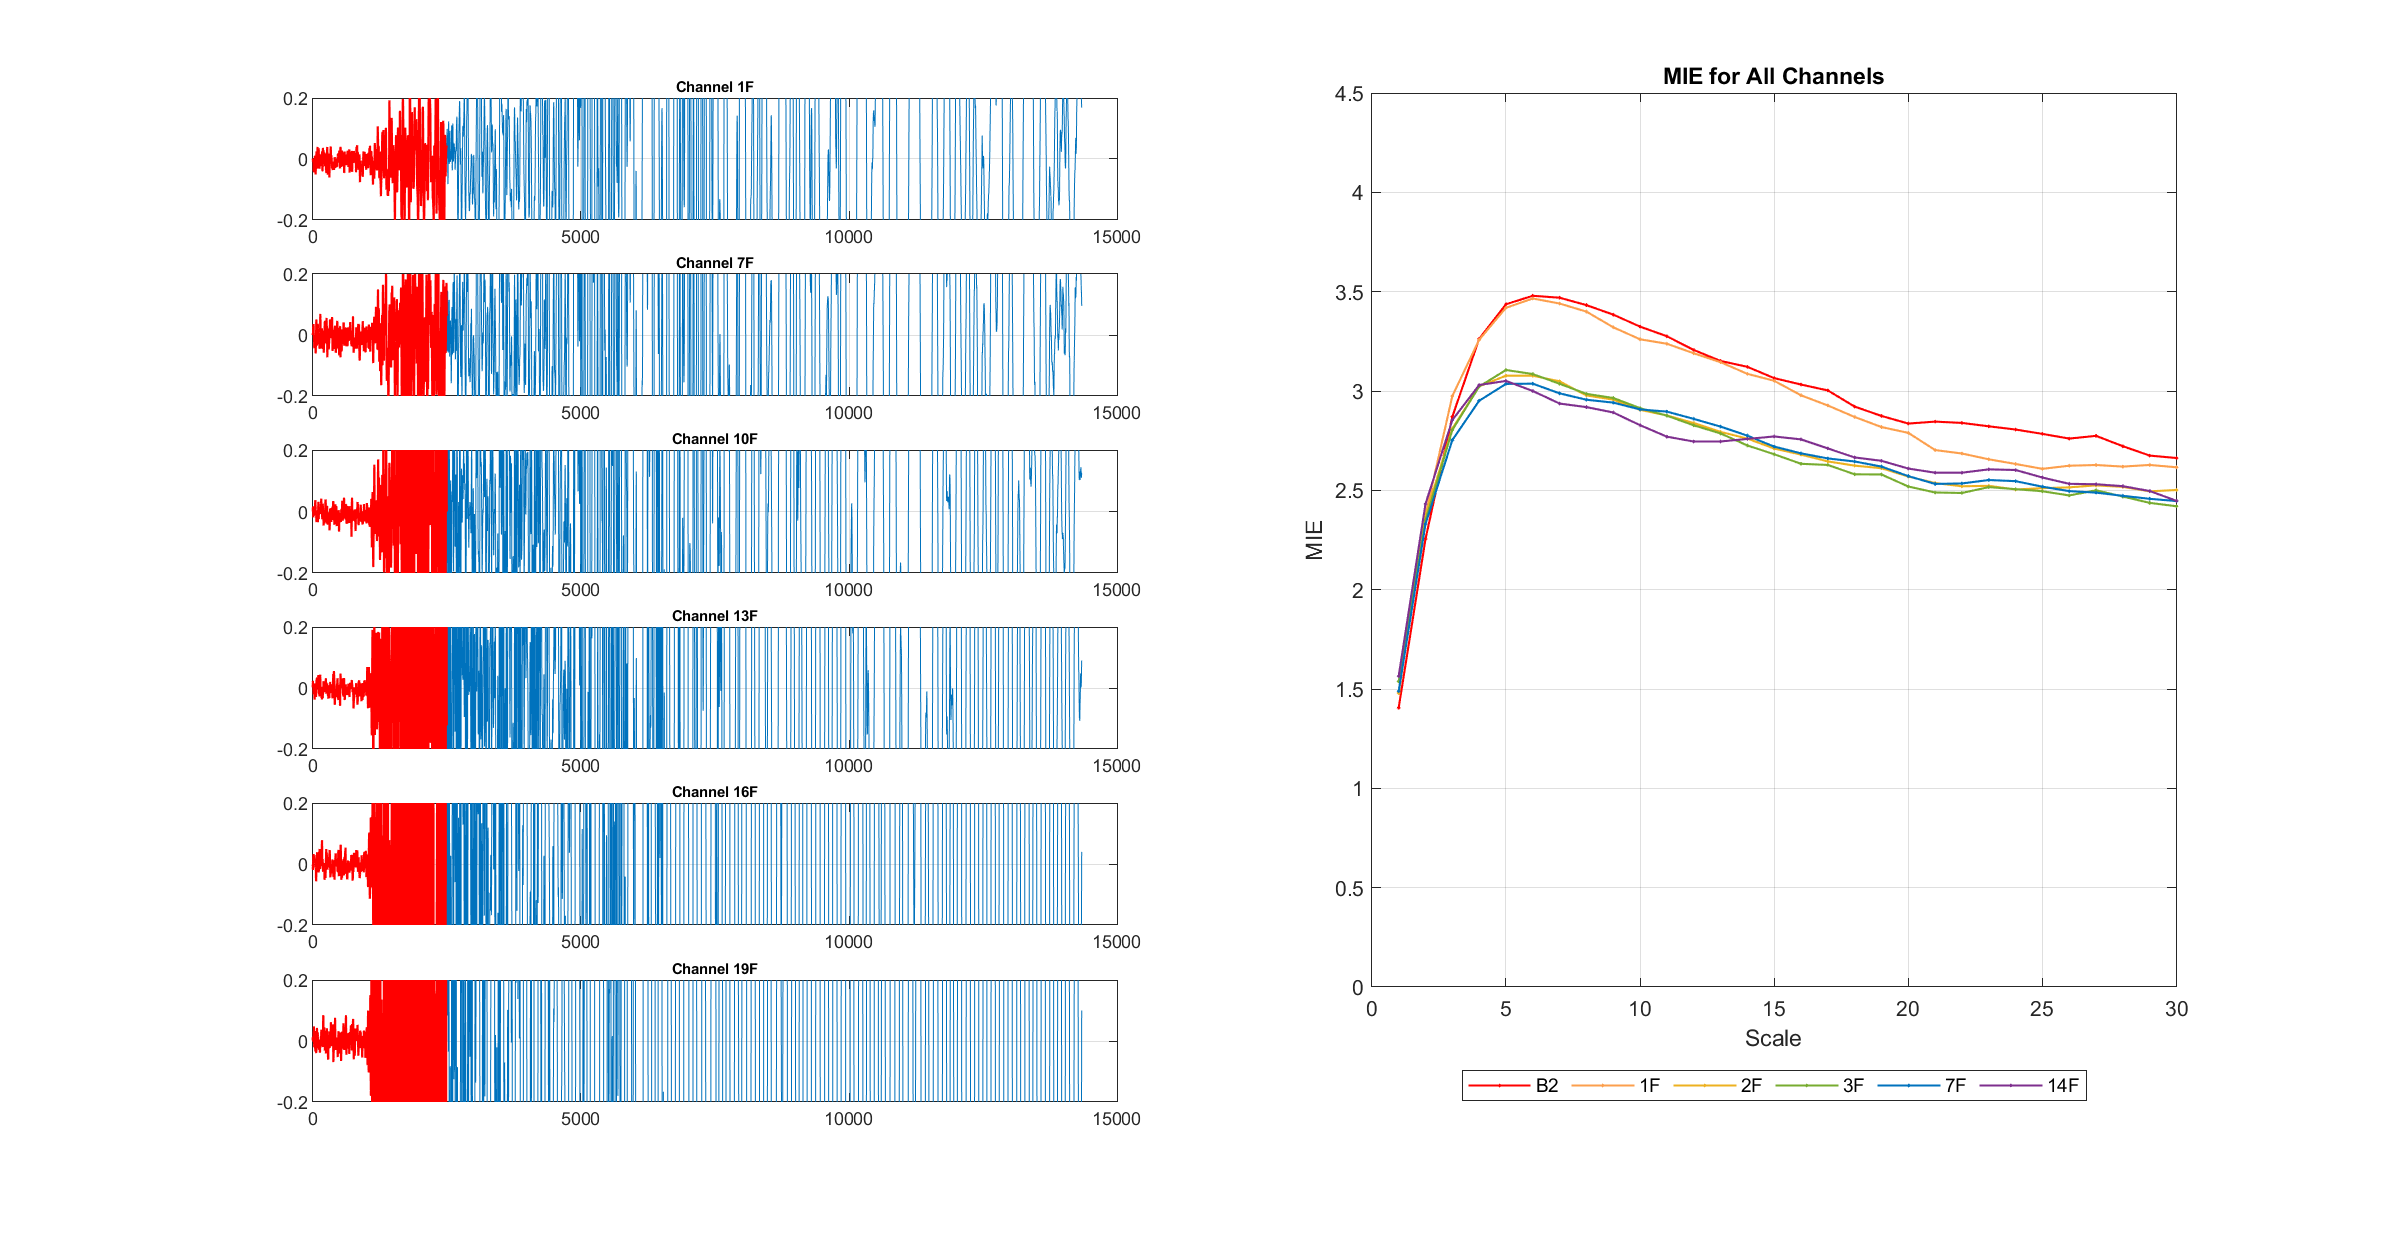 Channel 1F
0.2
0
-0.2
0 5000 10000 15000
Channel 7F
0.2
0
-0.2
0 5000 10000 15000
Channel 10F
0.2
0
-0.2
0 5000 10000 15000
Channel 13F
0.2
0
-0.2
0 5000 10000 15000
Channel 16F
0.2
0
-0.2
0 5000 10000 15000
Channel 19F
0.2
0
-0.2
0 5000 10000 15000
MIE for All Channels
4.5
4
3.5
3
2.5
2
1.5
1
0.5
0
MIE
0 5 10 15 20 25 30
Scale
B2 1F 2F 3F 7F 14F